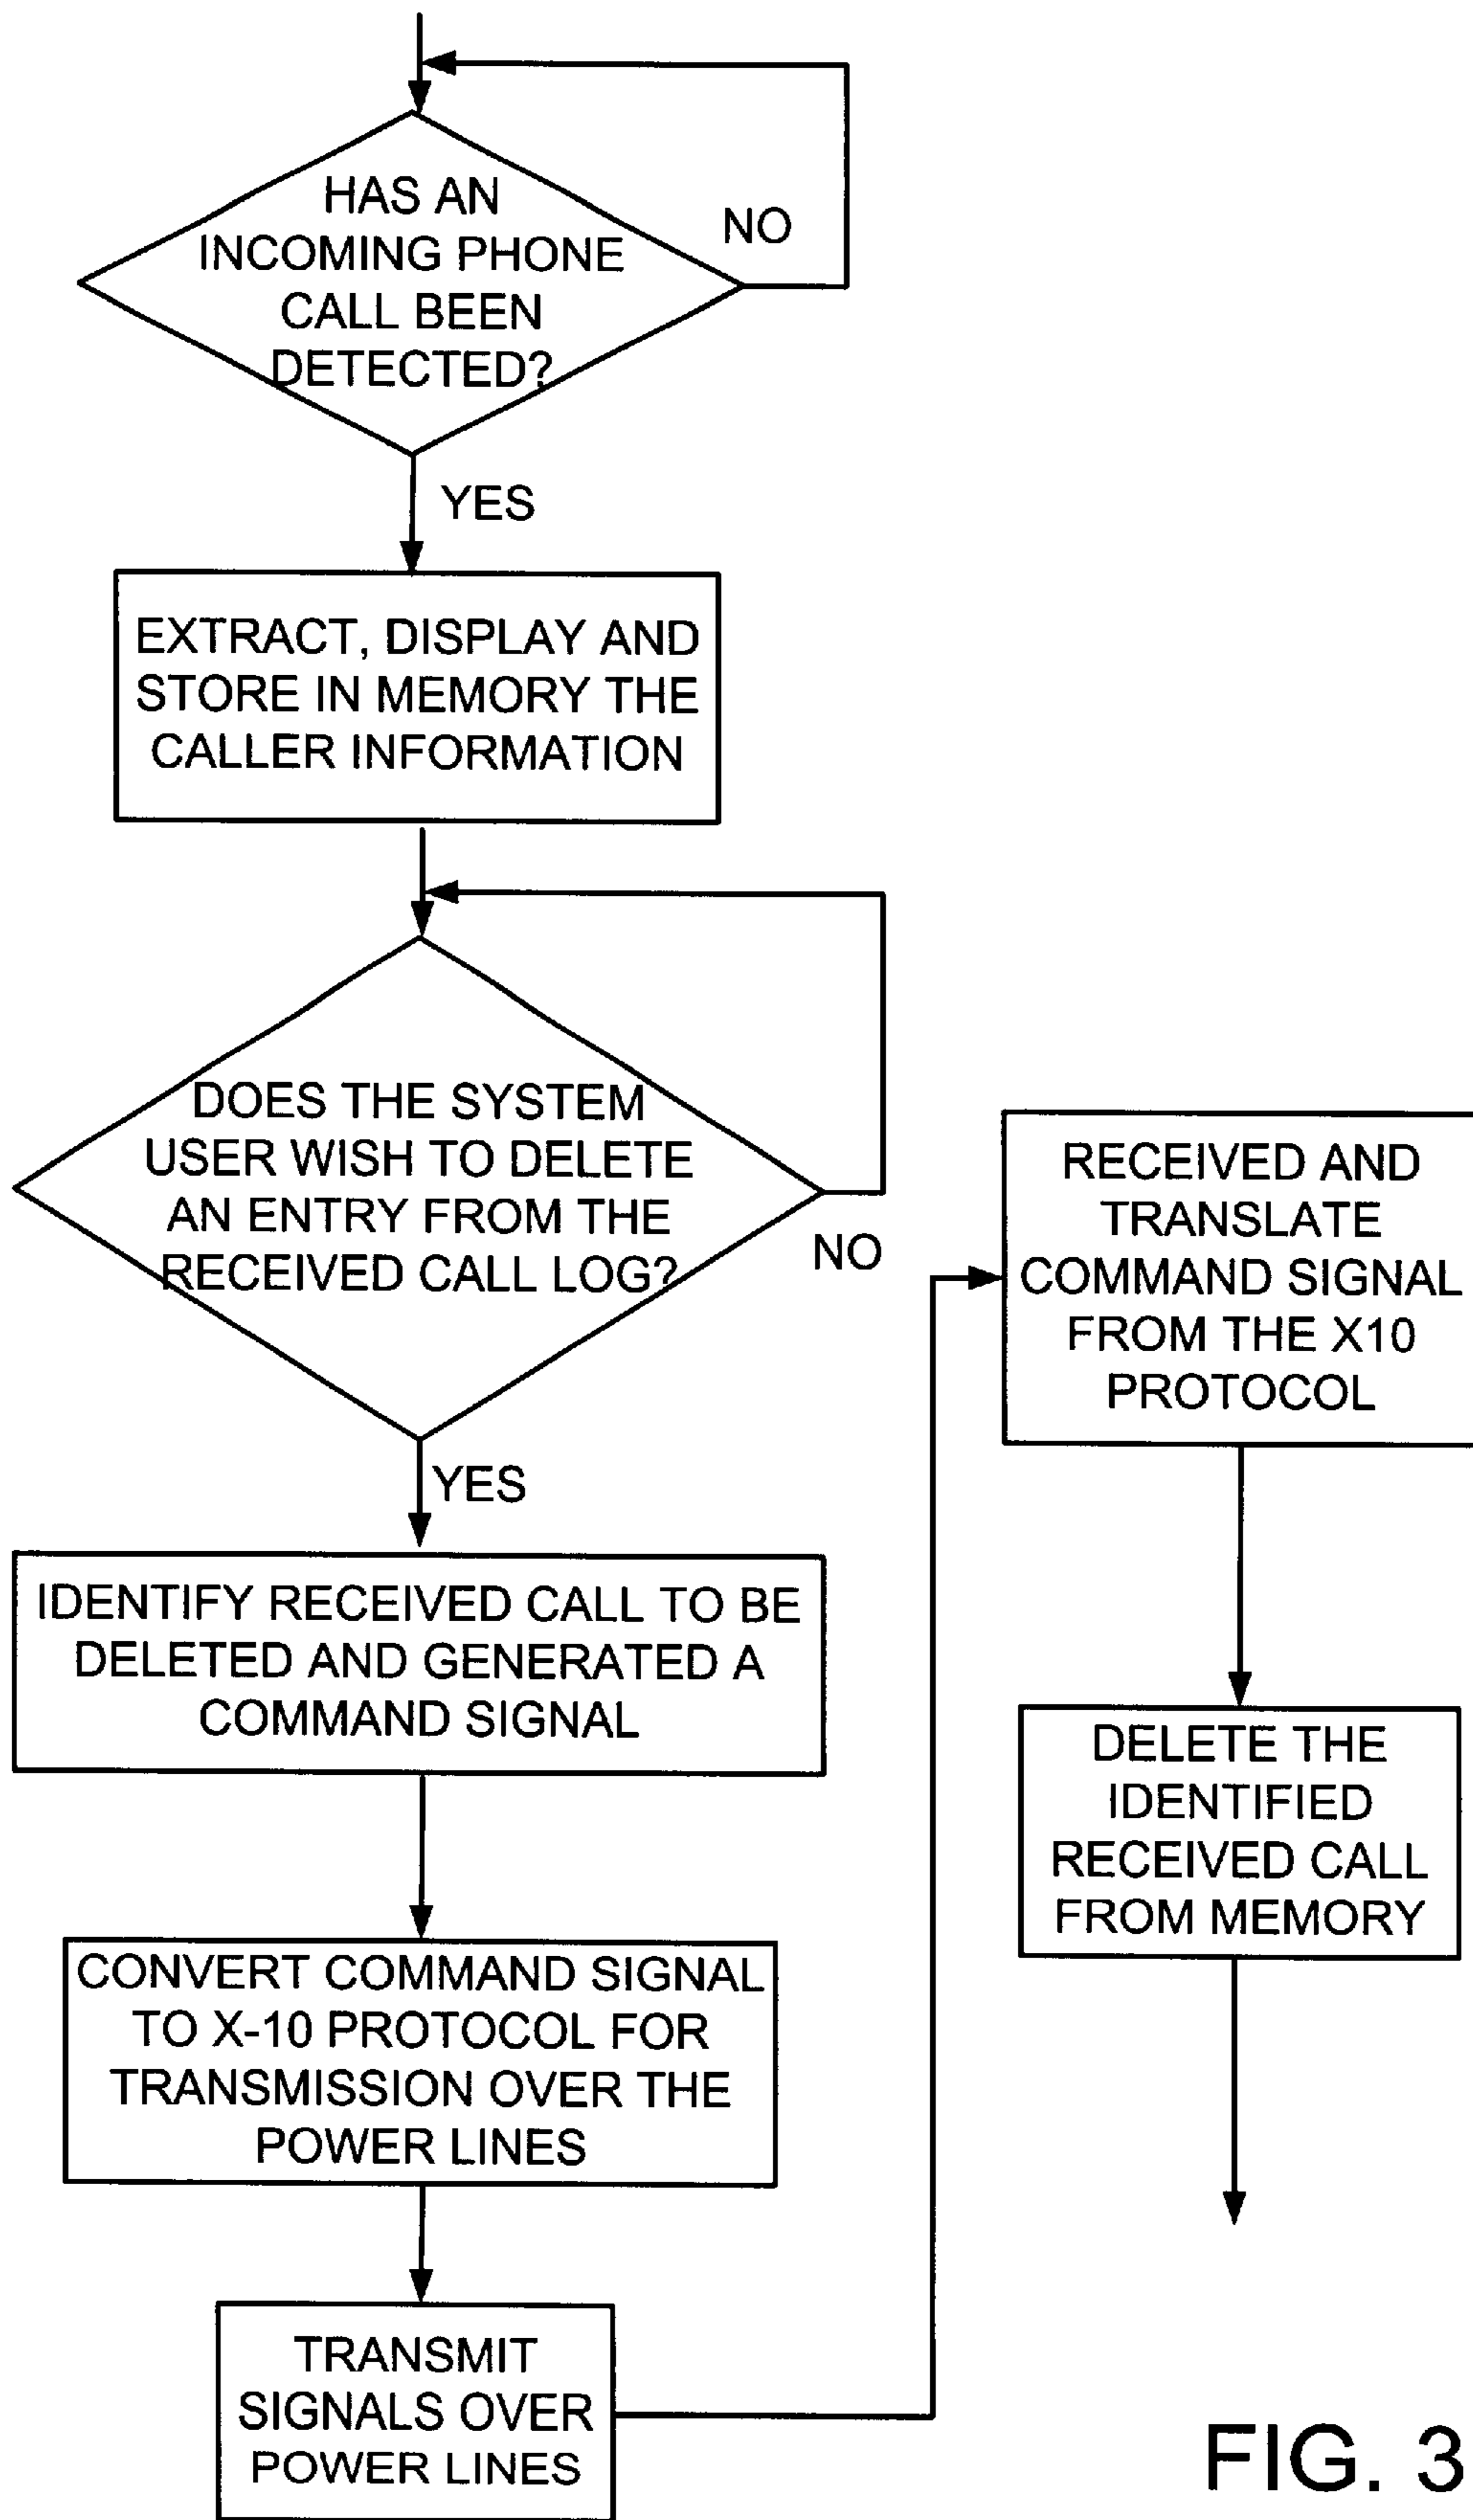 HAS AN
INCOMING PHONE
CALL BEEN
DETECTED?
NO
YES
EXTRACT, DISPLAY AND
STORE IN MEMORY THE
CALLER INFORMATION
DOES THE SYSTEM
USER WISH TO DELETE
AN ENTRY FROM THE
RECEIVED CALL LOG?
NO
YES
IDENTIFY RECEIVED CALL TO BE
DELETED AND GENERATED A
COMMAND SIGNAL
CONVERT COMMAND SIGNAL
TO X-10 PROTOCOL FOR
TRANSMISSION OVER THE
POWER LINES
TRANSMIT
SIGNALS OVER
POWER LINES
RECEIVED AND
TRANSLATE
COMMAND SIGNAL
FROM THE X10
PROTOCOL
DELETE THE
IDENTIFIED
RECEIVED CALL
FROM MEMORY
FIG. 3